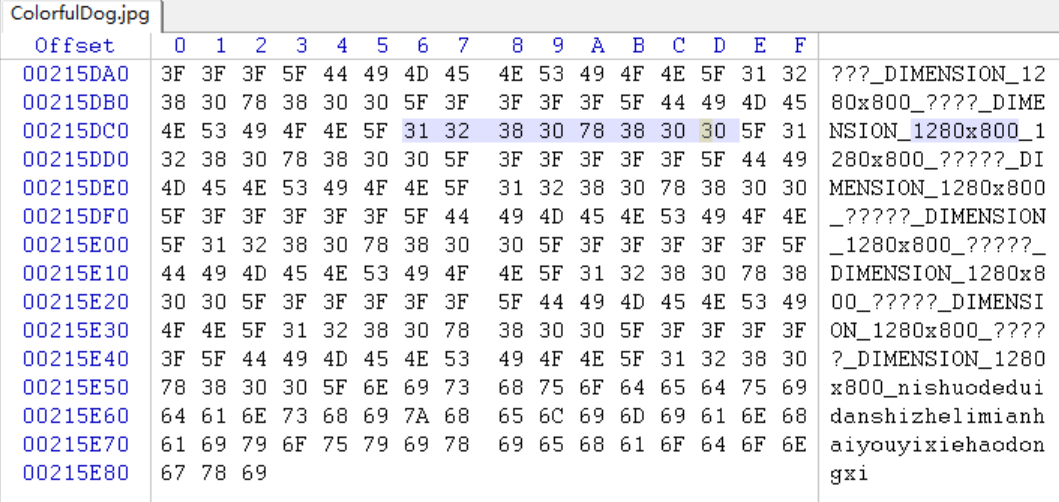 ColorfulDog.jpg
Offset 0 1 2 3 4 5 6 7 8 9 A B C D E F
00215DA0 3F 3F 3F 5F 44 49 4D 45 4E 53 49 4F 4E 5F 31 32 ???_DIMENSION_12
00215DB0 38 30 78 38 30 30 5F 3F 3F 3F 3F 5F 44 49 4D 45 80x800_????_DIME
00215DC0 4E 53 49 4F 4E 5F 31 32 38 30 78 38 30 30 5F 31 NSION_1280x800_1
00215DD0 32 38 30 78 38 30 30 5F 3F 3F 3F 3F 3F 5F 44 49 280x800_?????_DI
00215DE0 4D 45 4E 53 49 4F 4E 5F 31 32 38 30 78 38 30 30 MENSION_1280x800
00215DF0 5F 3F 3F 3F 3F 3F 5F 44 49 4D 45 4E 53 49 4F 4E _?????_DIMENSION
00215E00 5F 31 32 38 30 78 38 30 30 5F 3F 3F 3F 3F 3F 5F _1280x800_?????_
00215E10 44 49 4D 45 4E 53 49 4F 4E 5F 31 32 38 30 78 38 DIMENSION_1280x8
00215E20 30 30 5F 3F 3F 3F 3F 3F 5F 44 49 4D 45 4E 53 49 00_?????_DIMENSI
00215E30 4F 4E 5F 31 32 38 30 78 38 30 30 5F 3F 3F 3F 3F ON_1280x800_????
00215E40 3F 5F 44 49 4D 45 4E 53 49 4F 4E 5F 31 32 38 30 ?_DIMENSION_1280
00215E50 78 38 30 30 5F 6E 69 73 68 75 6F 64 65 64 75 69 x800_nishuodedui
00215E60 64 61 6E 73 68 69 7A 68 65 6C 69 6D 69 61 6E 68 danshizhelimianh
00215E70 61 69 79 6F 75 79 69 78 69 65 68 61 6F 64 6F 6E aiyouyixiehaodon
00215E80 67 78 69 gxi